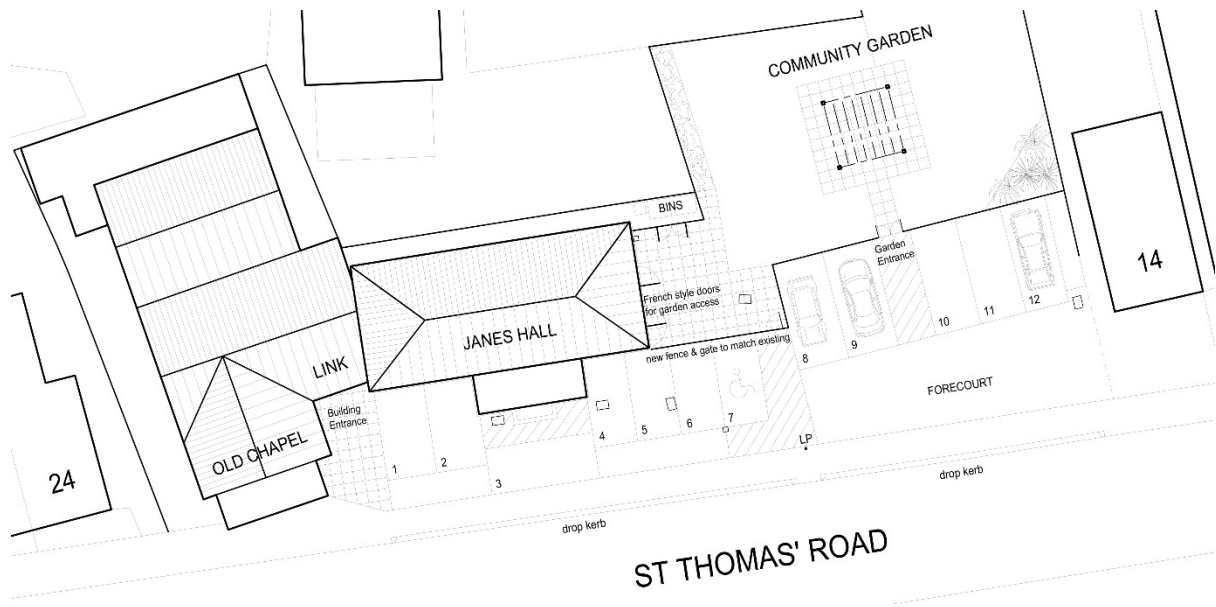 COMMUNITY GARDEN
BINS
14
Garden
Entrance
French style doors
for garden access
JANES HALL
new fence & gate to match existing
LINK
Building
Entrance
OLD CHAPEL
24
1
2
3
4
5
6
7
8
9
10
11
12
FORECOURT
LP
drop kerb
drop kerb
ST THOMAS' ROAD